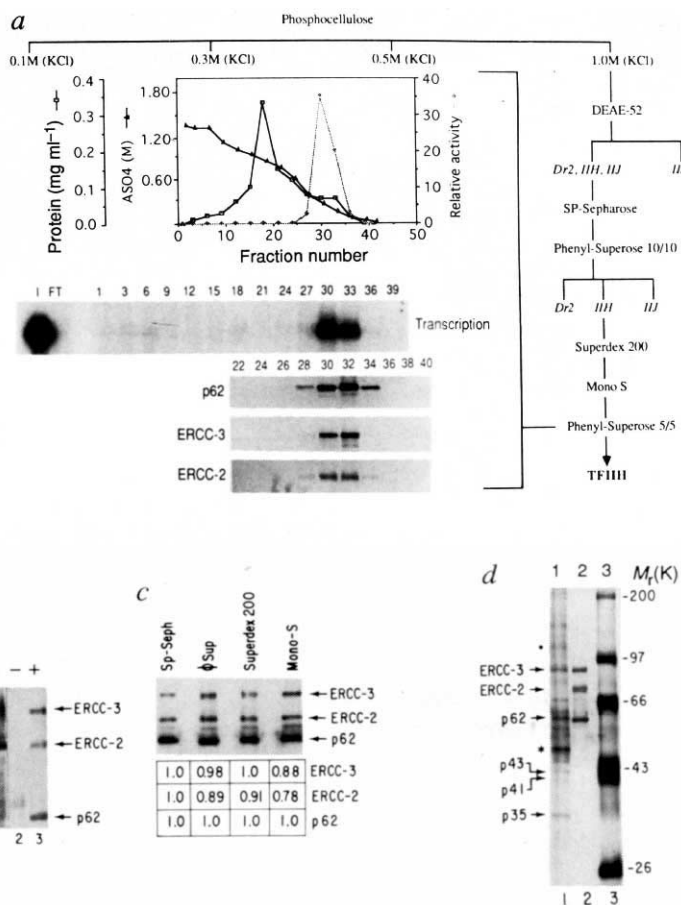 a
Phosphocellulose
0.1M (KCl) 0.3M (KCl) 0.5M (KCl) 1.0M (KCl)
Protein (mg ml⁻¹)
0.4
0.3
0.2
0.1
0.0
ASO4 (M)
1.80
1.20
0.60
40
30
20
10
0
Relative activity
0 10 20 30 40 50
Fraction number
DEAE-52
Dr2, IIH, IIJ
SP-Sepharose
Phenyl-Superose 10/10
Dr2 IIH IIJ
Superdex 200
Mono S
Phenyl-Superose 5/5
TFIIH
I FT 1 3 6 9 12 15 18 21 24 27 30 33 36 39
Transcription
22 24 26 28 30 32 34 36 38 40
p62
ERCC-3
ERCC-2
− +
ERCC-3
ERCC-2
p62
2 3
c
Sp-Seph ϕSup Superdex 200 Mono-S
ERCC-3
ERCC-2
p62
1.0 0.98 1.0 0.88 ERCC-3
1.0 0.89 0.91 0.78 ERCC-2
1.0 1.0 1.0 1.0 p62
d
1 2 3 Mr(K)
-200
-97
-66
-43
-26
ERCC-3
ERCC-2
p62
*
p43
p41
p35
1 2 3